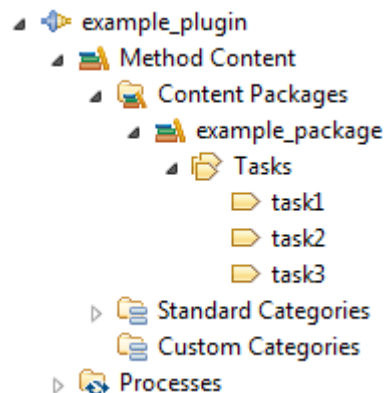 example_plugin
Method Content
Content Packages
example_package
Tasks
task1
task2
task3
Standard Categories
Custom Categories
Processes